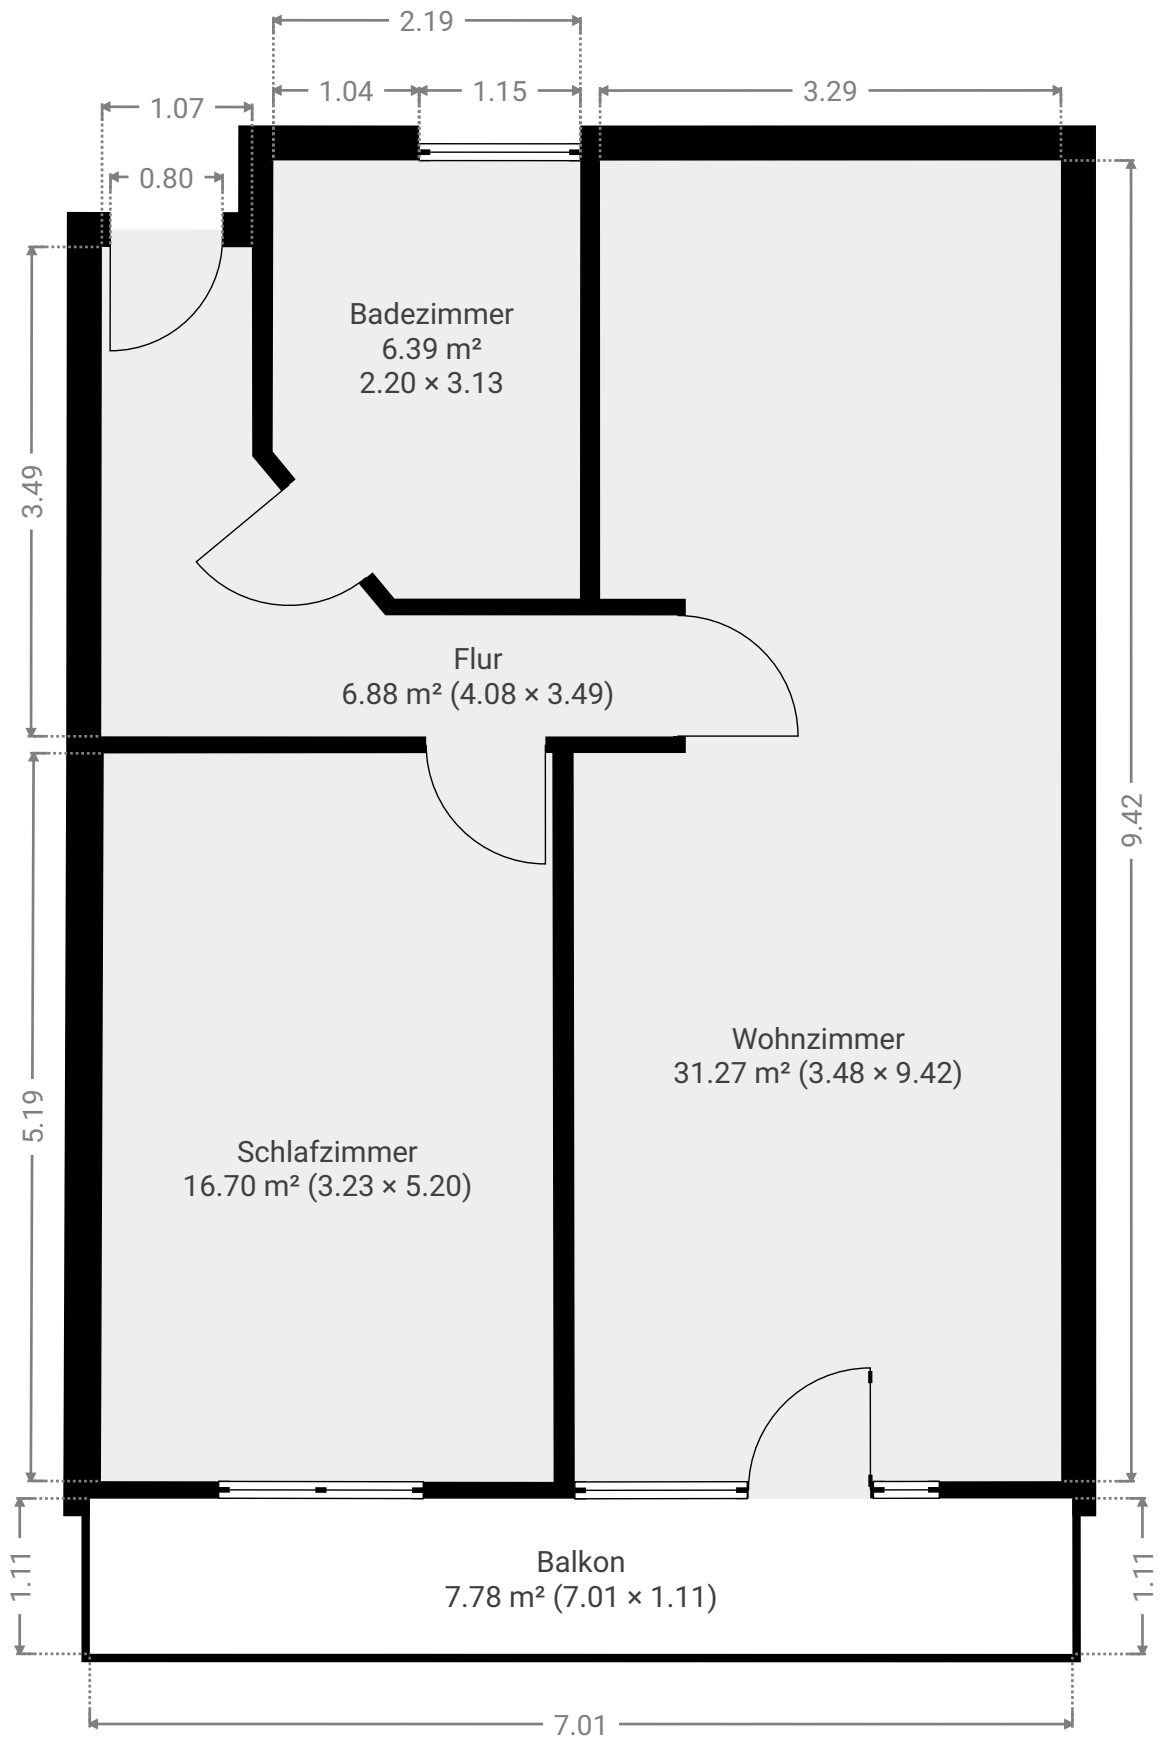 2.19
1.04
1.15
3.29
1.07
0.80
Badezimmer
6.39 m²
2.20 × 3.13
3.49
Flur
6.88 m² (4.08 × 3.49)
9.42
Wohnzimmer
31.27 m² (3.48 × 9.42)
5.19
Schlafzimmer
16.70 m² (3.23 × 5.20)
1.11
Balkon
7.78 m² (7.01 × 1.11)
1.11
7.01